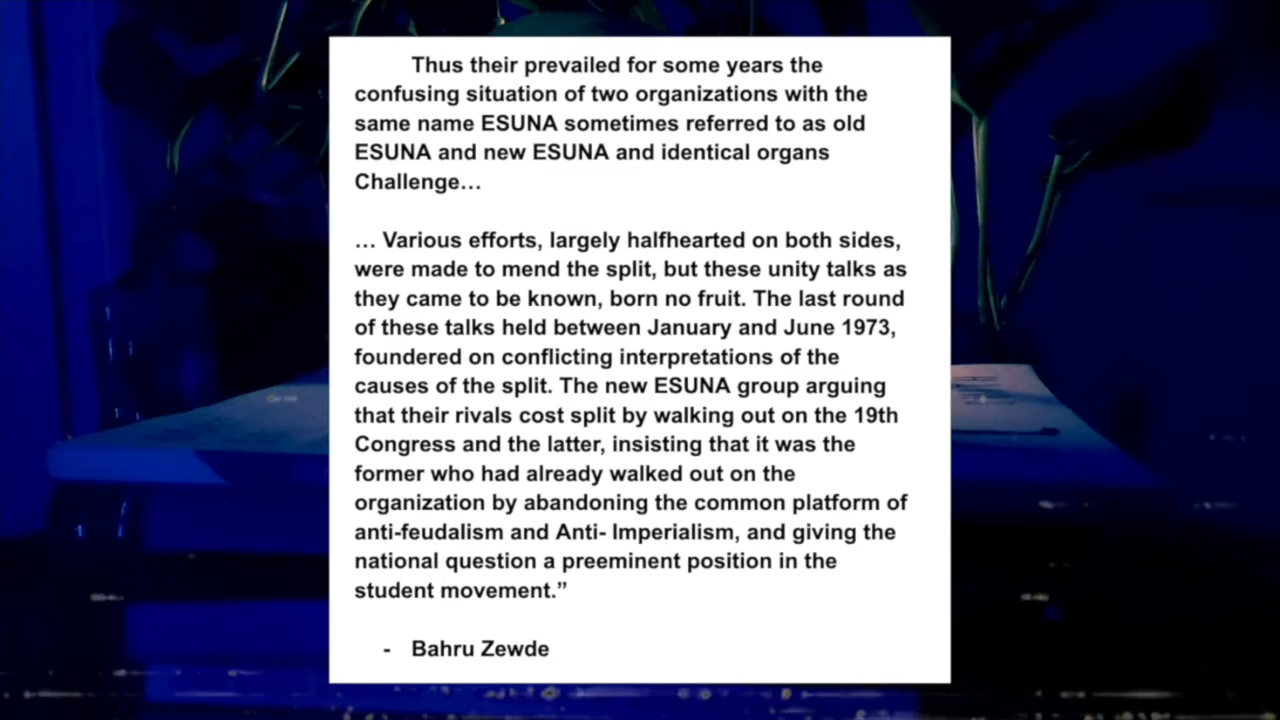 Thus their prevailed for some years the
confusing situation of two organizations with the
same name ESUNA sometimes referred to as old
ESUNA and new ESUNA and identical organs
Challenge…
… Various efforts, largely halfhearted on both sides,
were made to mend the split, but these unity talks as
they came to be known, born no fruit. The last round
of these talks held between January and June 1973,
foundered on conflicting interpretations of the
causes of the split. The new ESUNA group arguing
that their rivals cost split by walking out on the 19th
Congress and the latter, insisting that it was the
former who had already walked out on the
organization by abandoning the common platform of
anti-feudalism and Anti- Imperialism, and giving the
national question a preeminent position in the
student movement.”
- Bahru Zewde